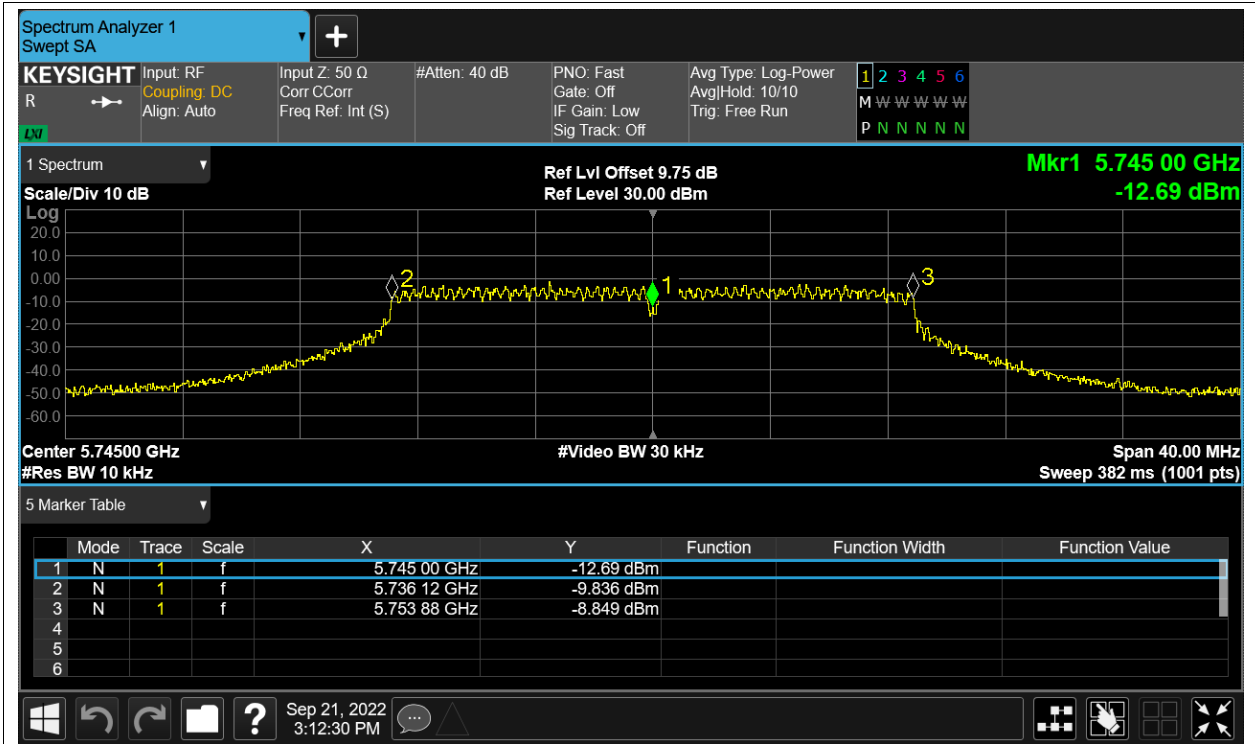 Spectrum Analyzer 1
Swept SA
KEYSIGHT
R
LXI
Input: RF
Coupling: DC
Align: Auto
Input Z: 50 Ω
Corr CCorr
Freq Ref: Int (S)
#Atten: 40 dB
PNO: Fast
Gate: Off
IF Gain: Low
Sig Track: Off
Avg Type: Log-Power
Avg|Hold: 10/10
Trig: Free Run
1 2 3 4 5 6
M W W W W W
P N N N N N
1 Spectrum
Scale/Div 10 dB
Ref Lvl Offset 9.75 dB
Ref Level 30.00 dBm
Mkr1 5.745 00 GHz
-12.69 dBm
Log
20.0
10.0
0.00
-10.0
-20.0
-30.0
-40.0
-50.0
-60.0
2
1
3
Center 5.74500 GHz
#Video BW 30 kHz
Span 40.00 MHz
#Res BW 10 kHz
Sweep 382 ms (1001 pts)
5 Marker Table
Mode Trace Scale X Y Function Function Width Function Value
1 N 1 f 5.745 00 GHz -12.69 dBm
2 N 1 f 5.736 12 GHz -9.836 dBm
3 N 1 f 5.753 88 GHz -8.849 dBm
4
5
6
?
Sep 21, 2022
3:12:30 PM